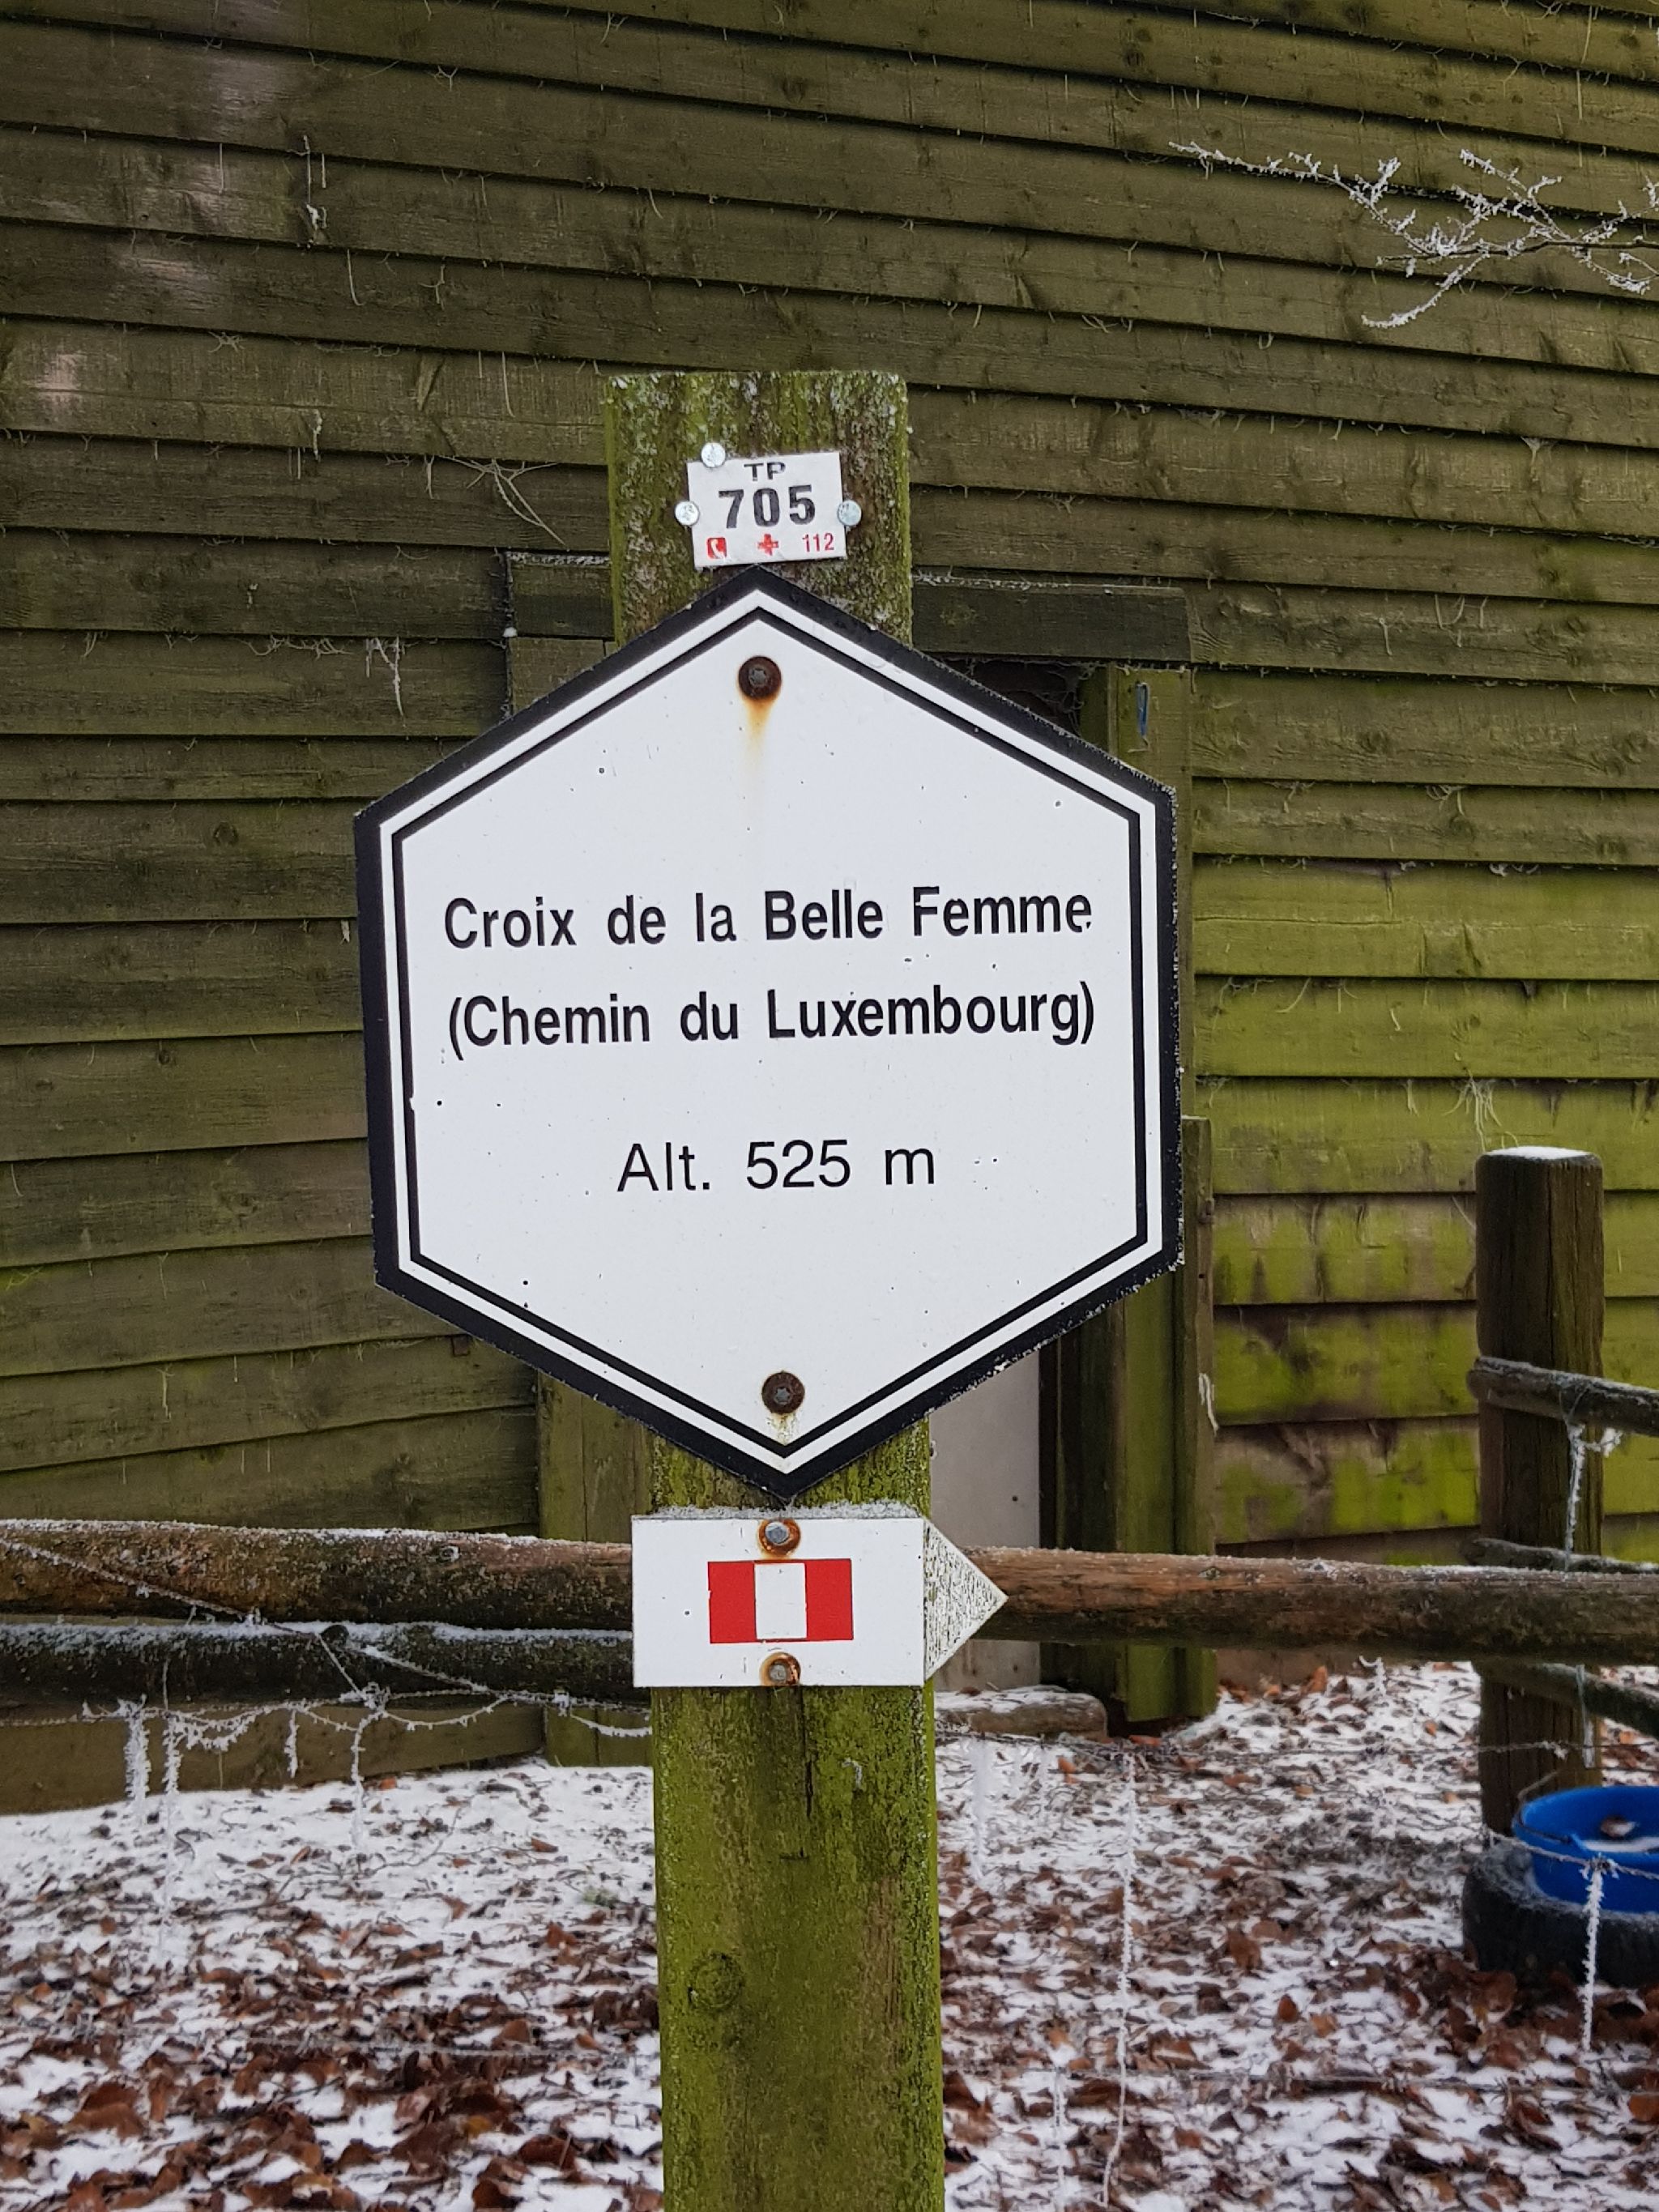 TP
705
112
Croix de la Belle Femme
(Chemin du Luxembourg)
Alt. 525 m